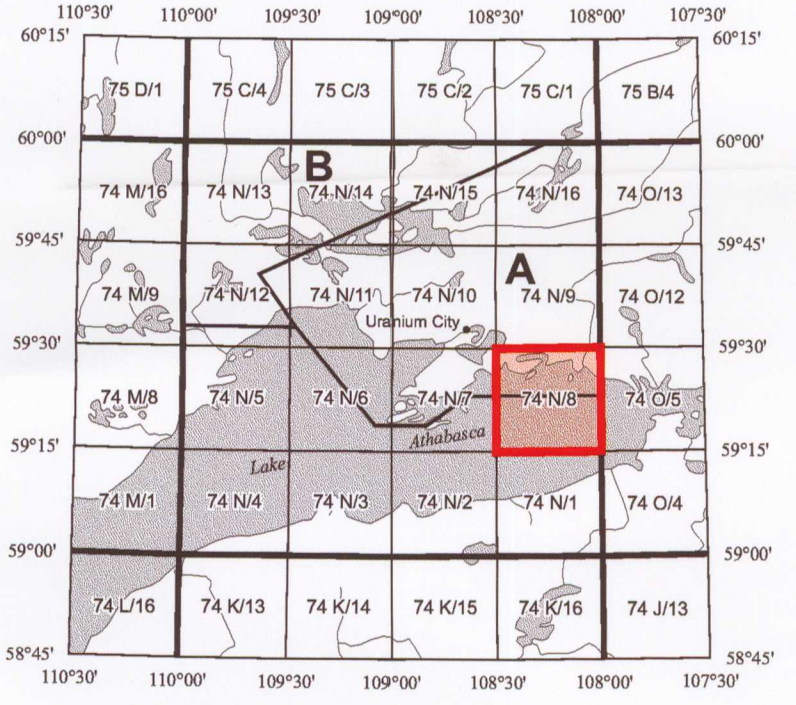 110°30' 110°00' 109°30' 109°00' 108°30' 108°00' 107°30'
60°15' 60°15'
75 D/1 75 C/4 75 C/3 75 C/2 75 C/1 75 B/4
60°00' 60°00'
B
74 M/16 74 N/13 74 N/14 74 N/15 74 N/16 74 O/13
59°45' 59°45'
A
74 M/9 74 N/12 74 N/11 74 N/10 74 N/9 74 O/12
Uranium City
59°30' 59°30'
74 M/8 74 N/5 74 N/6 74 N/7 74 N/8 74 O/5
Athabasca
59°15' 59°15'
Lake
74 M/1 74 N/4 74 N/3 74 N/2 74 N/1 74 O/4
59°00' 59°00'
74 L/16 74 K/13 74 K/14 74 K/15 74 K/16 74 J/13
58°45' 58°45'
110°30' 110°00' 109°30' 109°00' 108°30' 108°00' 107°30'